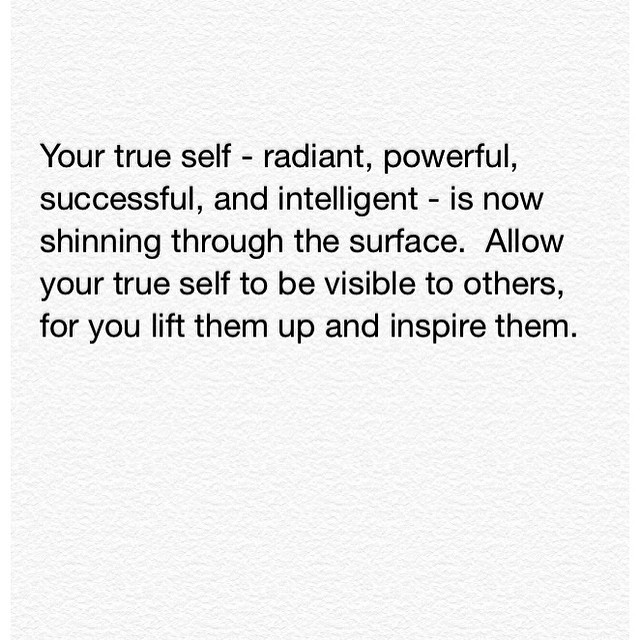 Your true self - radiant, powerful,
successful, and intelligent - is now
shinning through the surface.  Allow
your true self to be visible to others,
for you lift them up and inspire them.